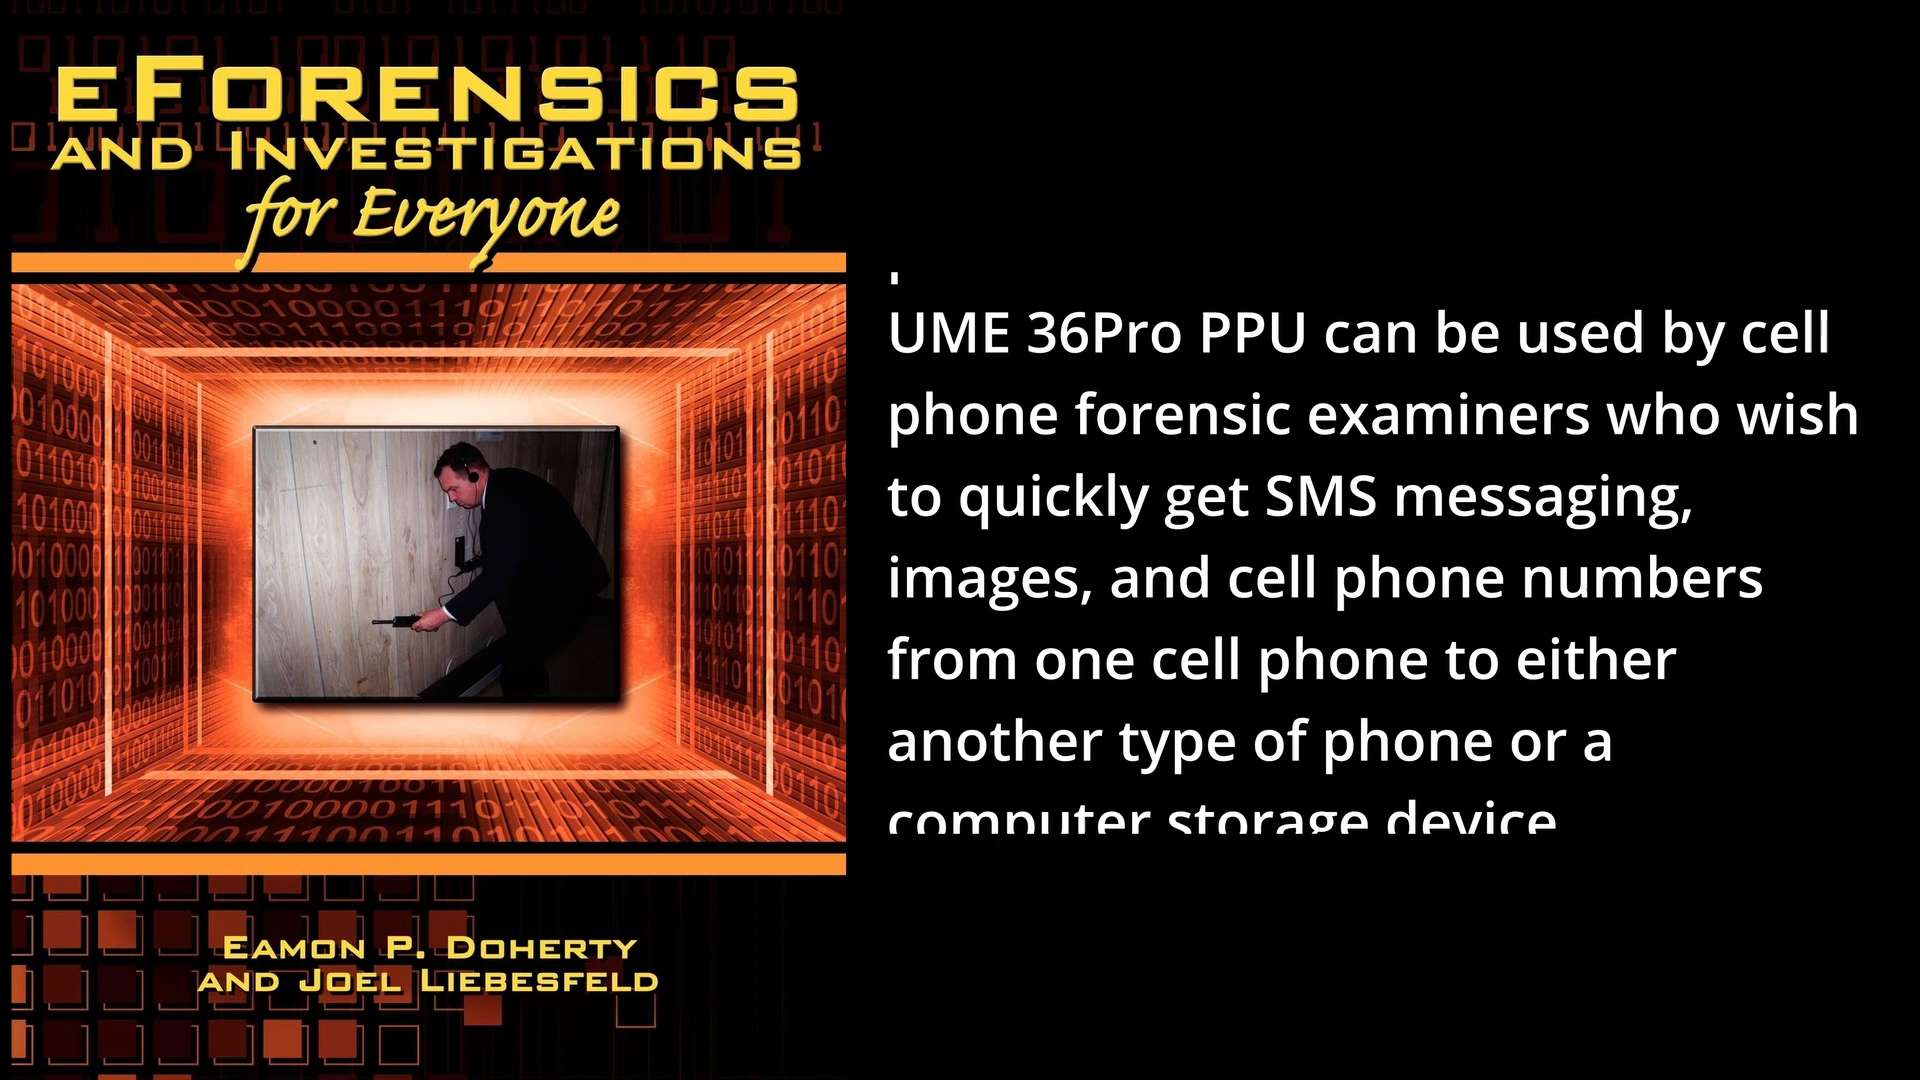 eForensics
and Investigations
for Everyone
Eamon P. Doherty
and Joel Liebesfeld
UME 36Pro PPU can be used by cell
phone forensic examiners who wish
to quickly get SMS messaging,
images, and cell phone numbers
from one cell phone to either
another type of phone or a
computer storage device